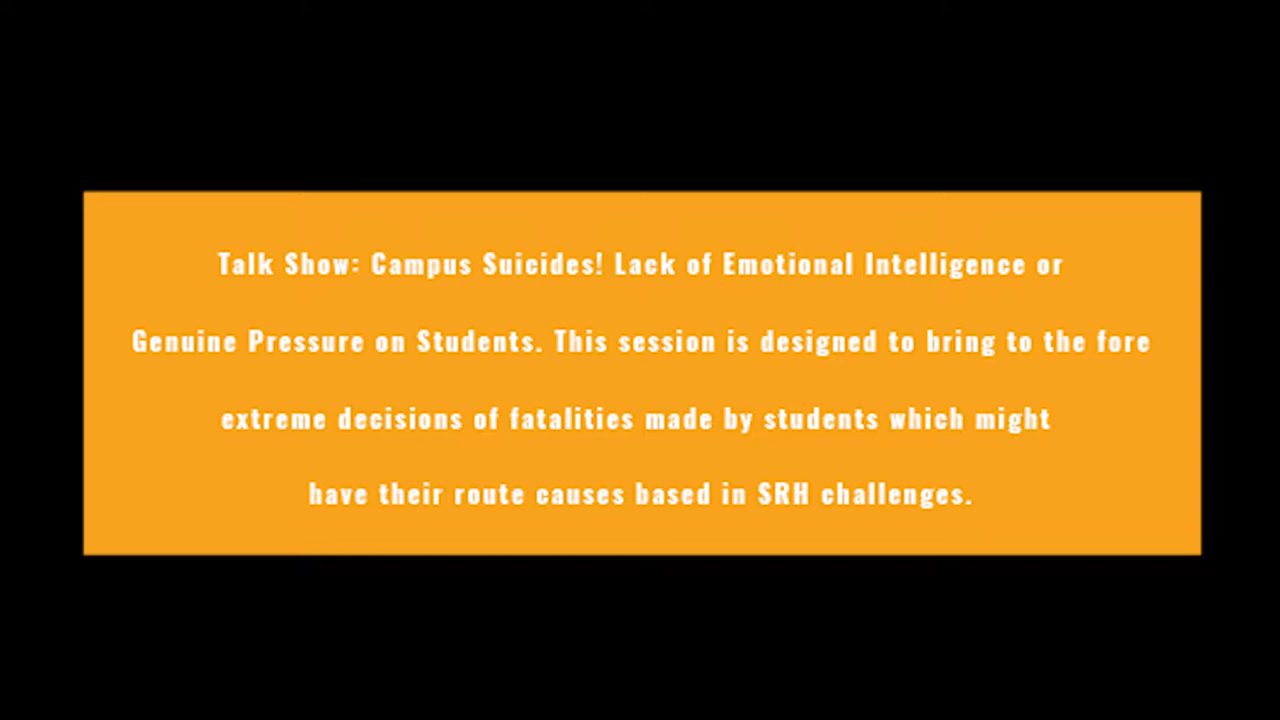 Talk Show: Campus Suicides! Lack of Emotional Intelligence or
Genuine Pressure on Students. This session is designed to bring to the fore
extreme decisions of fatalities made by students which might
have their route causes based in SRH challenges.